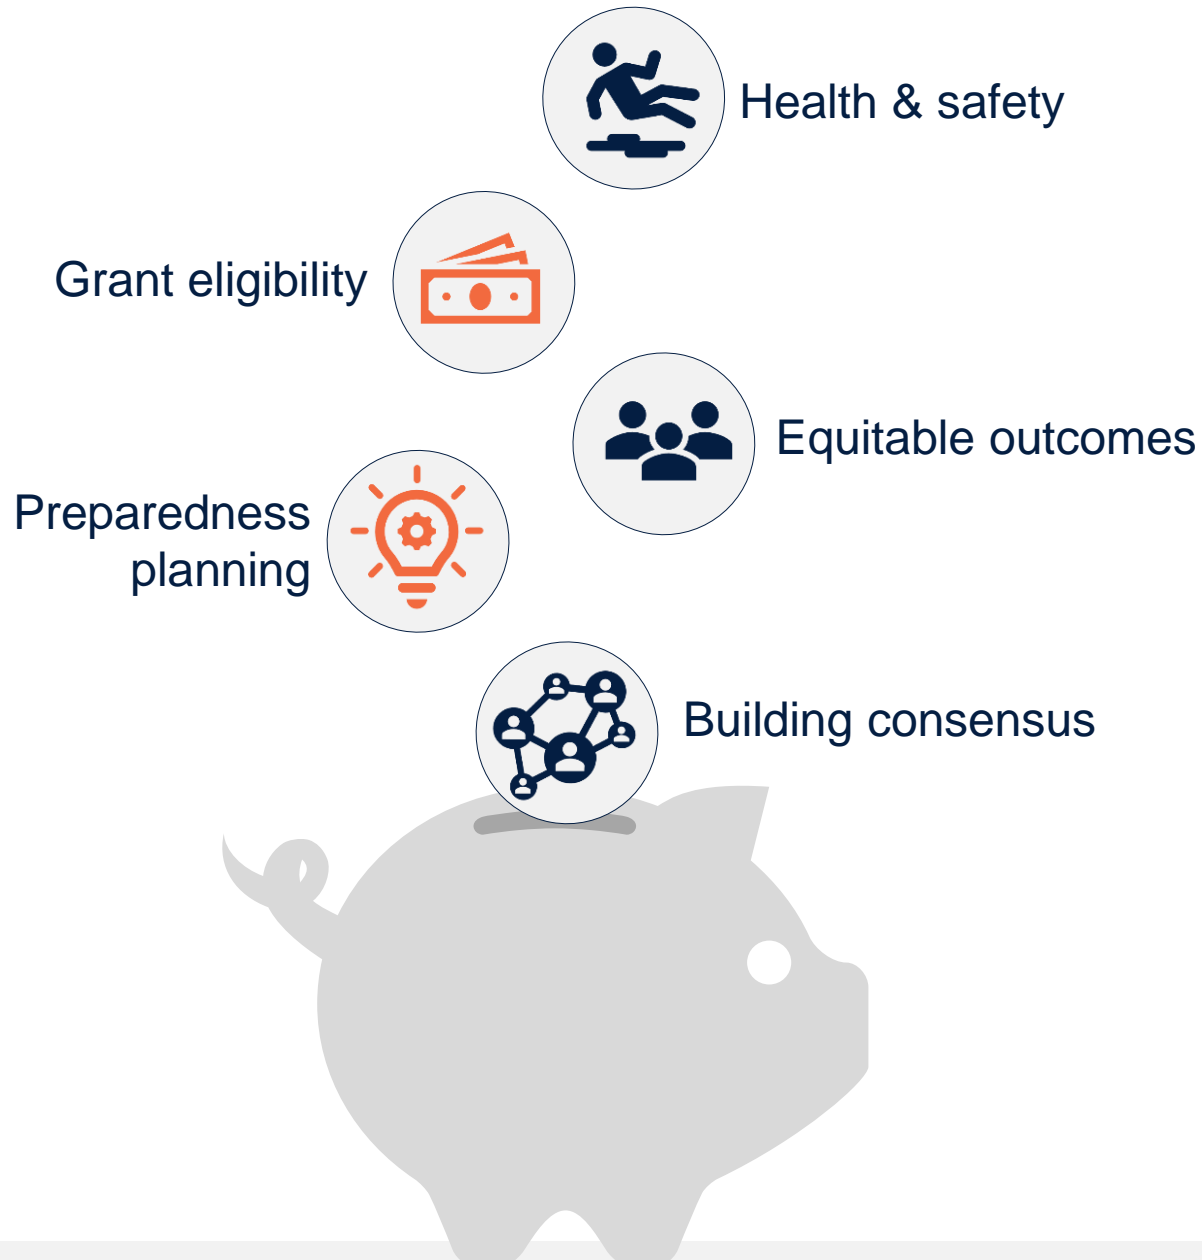 Health & safety
Grant eligibility
Equitable outcomes
Preparedness
planning
Building consensus